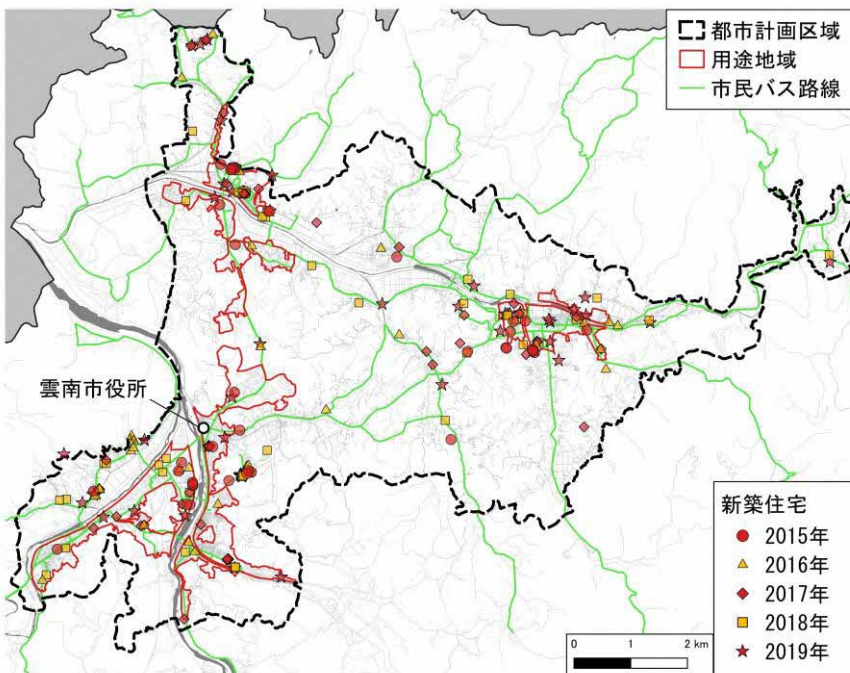 都市計画区域
用途地域
市民バス路線
雲南市役所
新築住宅
2015年
2016年
2017年
2018年
2019年
0 1 2 km